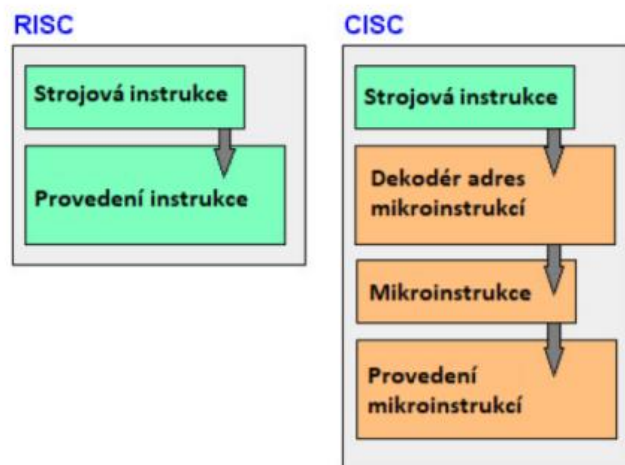 RISC
Strojová instrukce
Provedení instrukce
CISC
Strojová instrukce
Dekodér adres
mikroinstrukcí
Mikroinstrukce
Provedení
mikroinstrukcí